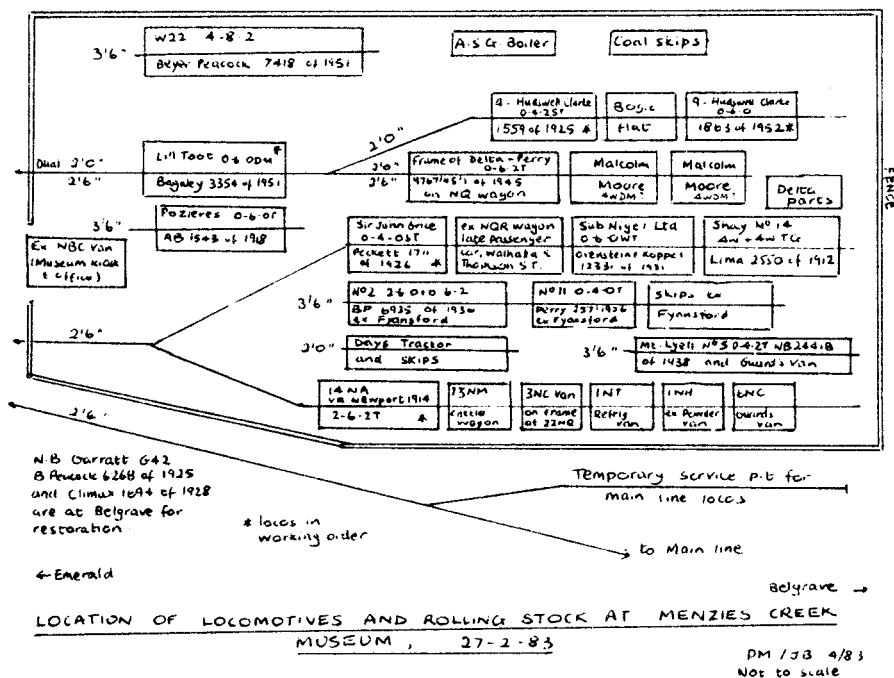 W22 4-8-2
3'6"
Beyer Peacock 7418 of 1951
A.S.G. Boiler
Coal Skips
4 - Hudswell Clarke
0-4-2ST
1559 of 1925 *
Bogie
flat
9 - Hudswell Clarke
0-6-0
1863 of 1952 *
2'0"
Dual 2'0"
2'6"
Li'l Toot 0-6-0DM *
Bagnley 3354 of 1951
2'0"
2'6"
Frame of Delta - Perry
0-6-2T
of 1945
on NQ wagon
Malcolm
Moore
4WDM
Malcolm
Moore
4WDM
Delta
parts
FENCE
3'6"
Pozieres 0-6-0T
AB 1543 of 1918
Ex NBC Van
(Museum Kiosk
& Office)
Sir John Grice
0-4-0ST
Peckett 1711
of 1926 *
ex NQR wagon
late passenger
car, Walhalla &
Thomson S.T.
Sub Nigel Ltd
0-6-0WT
Orenstein Koppel
12331 of 1931
Shay No 14
4w + 4w TG
Lima 2550 of 1912
3'6"
No 2 2-6-0+0-6-2
BP 6935 of 1936
ex Fyansford
No 11 0-4-0T
Perry 257/1926
ex Fyansford
Skips ex
Fyansford
2'6"
2'0"
Days Tractor
and SKIPS
3'6"
Mt. Lyell No 5 0-4-2T NB 24418
of 1938 and Guards Van
14 NA
VR Newport 1914
2-6-2T *
13NM
Cattle
wagon
3NC Van
on frame
of 22NQ
1NT
Refrig
van
1NH
ex Powder
van
6NC
Guards
van
2'6"
N.B Garratt G42
B Peacock 6268 of 1925
and Climax 1694 of 1928
are at Belgrave for
restoration
* locos in
working order
Temporary service pit for
main line locos
to Main line
← Emerald
Belgrave →
LOCATION OF LOCOMOTIVES AND ROLLING STOCK AT MENZIES CREEK
MUSEUM, 27-2-83
PM / JB 4/83
Not to scale